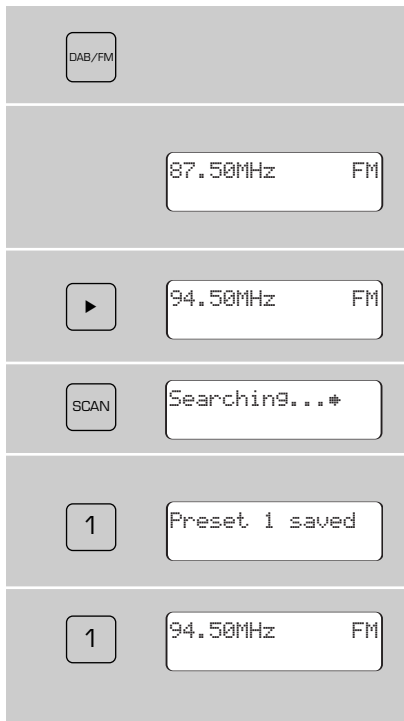 DAB/FM
87.50MHz FM
94.50MHz FM
SCAN Searching...
1 Preset 1 saved
1 94.50MHz FM